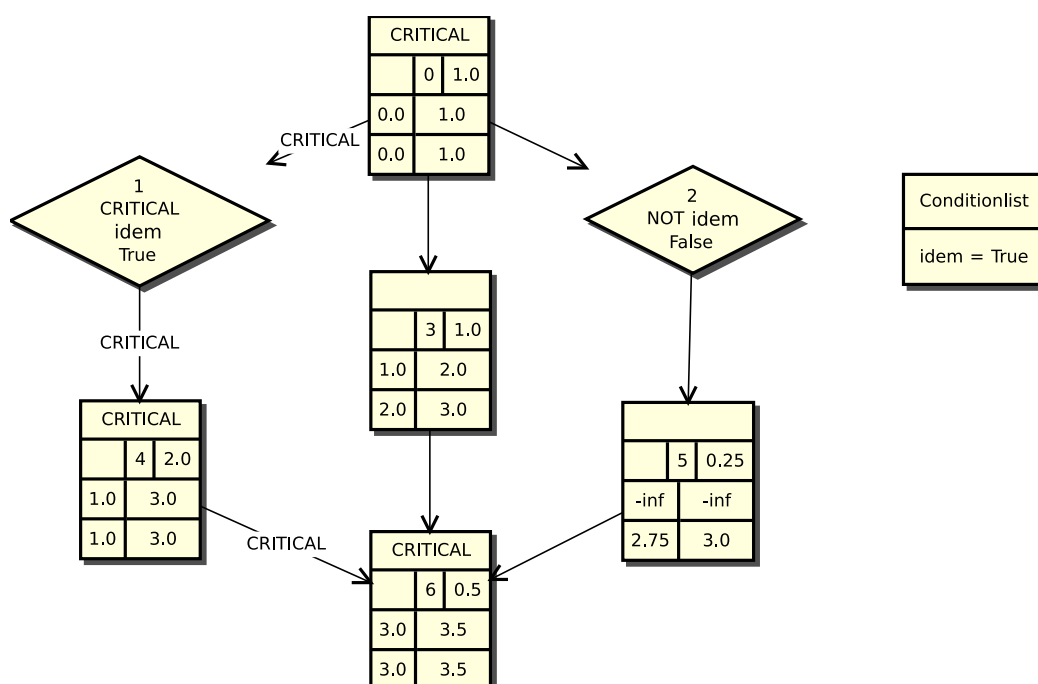 CRITICAL
0 1.0
0.0 1.0
0.0 1.0
CRITICAL
1
CRITICAL
idem
True
2
NOT idem
False
Conditionlist
idem = True
3 1.0
1.0 2.0
2.0 3.0
CRITICAL
CRITICAL
4 2.0
1.0 3.0
1.0 3.0
5 0.25
-inf -inf
2.75 3.0
CRITICAL
CRITICAL
6 0.5
3.0 3.5
3.0 3.5